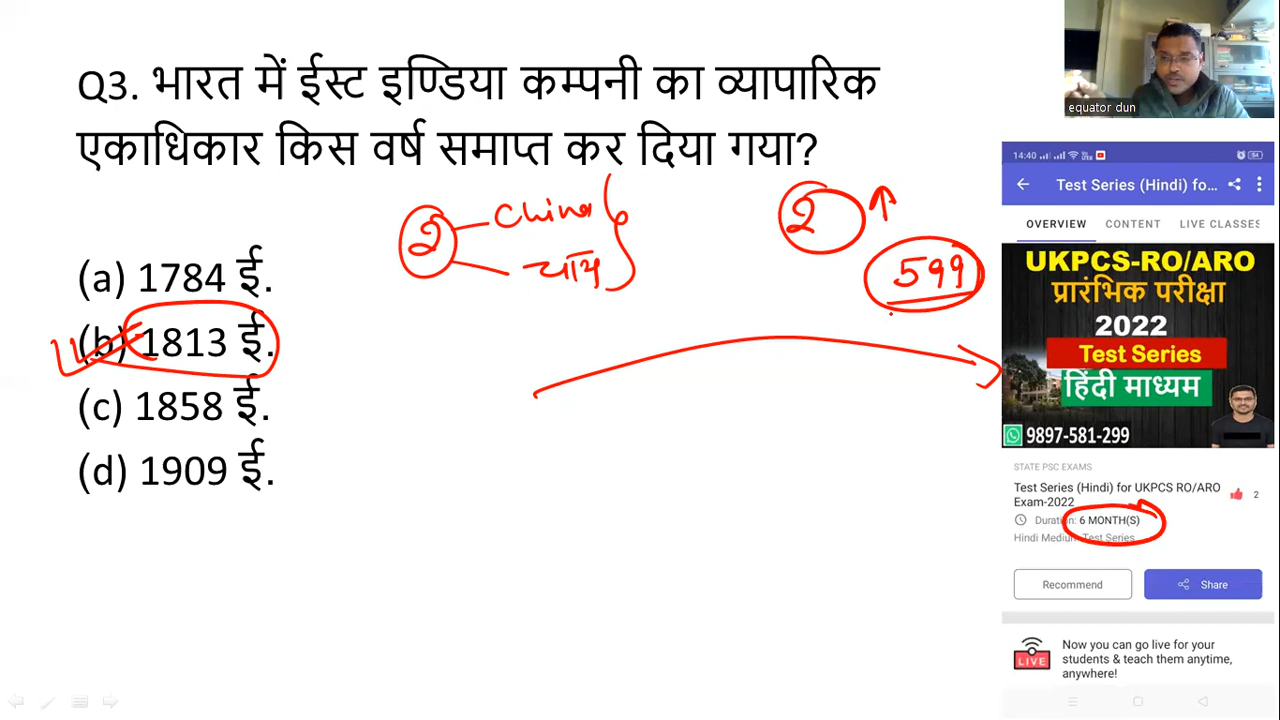 Q3. भारत में ईस्ट इण्डिया कम्पनी का व्यापारिक
एकाधिकार किस वर्ष समाप्त कर दिया गया?
2
China
चाय
(a) 1784 ई.
(b) 1813 ई.
(c) 1858 ई.
(d) 1909 ई.
2
599
equator dun
14:40
54
Test Series (Hindi) fo...
OVERVIEW CONTENT LIVE CLASSES
UKPCS-RO/ARO
प्रारंभिक परीक्षा
2022
Test Series
हिंदी माध्यम
9897-581-299
STATE PSC EXAMS
Test Series (Hindi) for UKPCS RO/ARO
Exam-2022
2
Duration: 6 MONTH(S)
Hindi Medium Test Series
Recommend Share
LIVE
Now you can go live for your
students & teach them anytime,
anywhere!